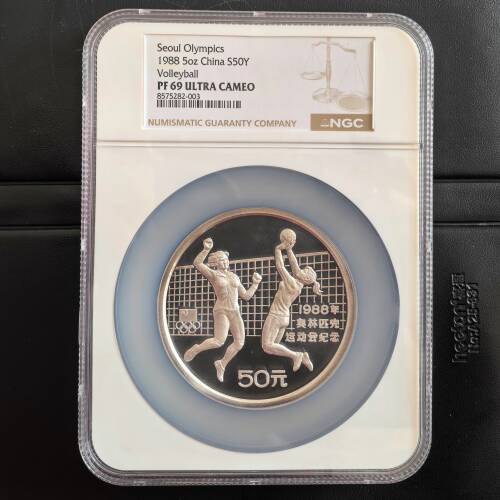 Seoul Olympics
1988 5oz China S50Y
Volleyball
PF 69 ULTRA CAMEO
8575282-003
NUMISMATIC GUARANTY COMPANY
NGC
1988年
奥林匹克
运动会纪念
50元